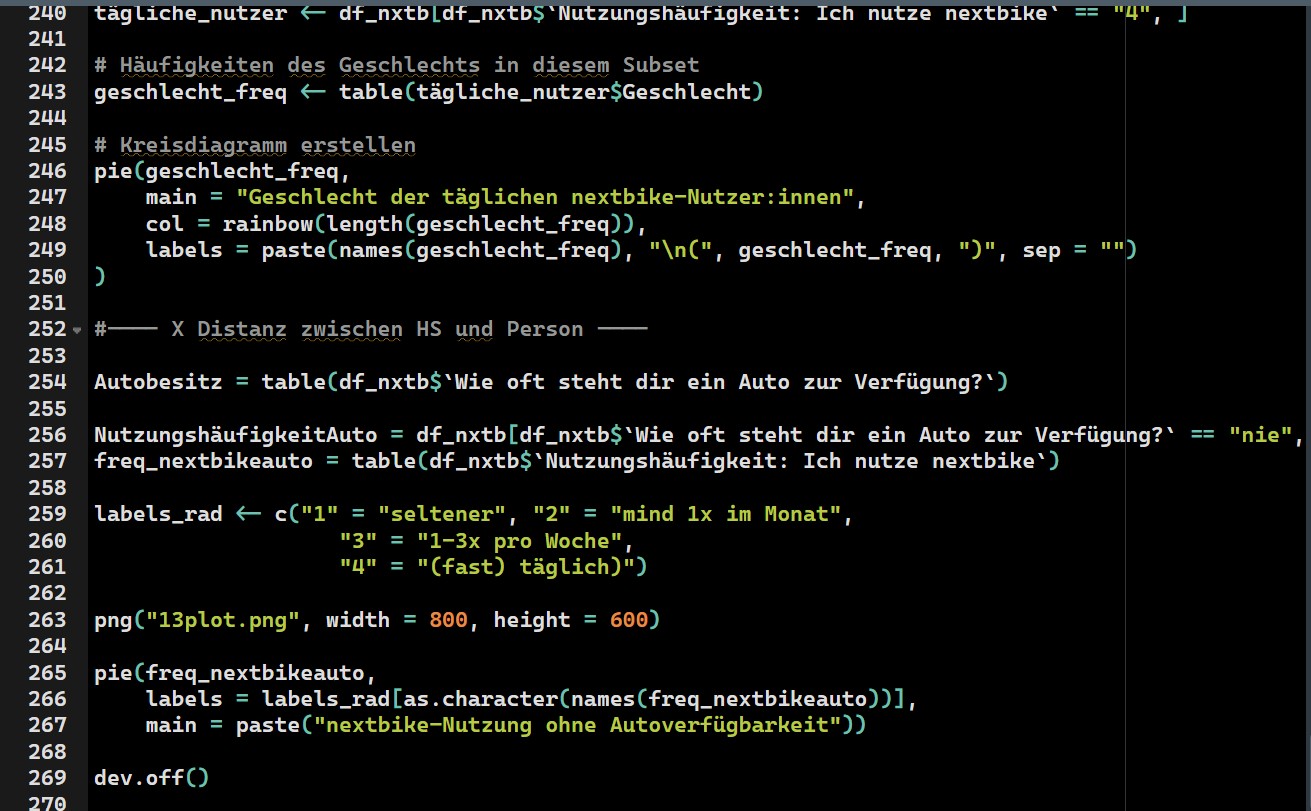 240 tägliche_nutzer <- df_nxtb[df_nxtb$`Nutzungshäufigkeit: Ich nutze nextbike` == "4", ]
241
242 # Häufigkeiten des Geschlechts in diesem Subset
243 geschlecht_freq <- table(tägliche_nutzer$Geschlecht)
244
245 # Kreisdiagramm erstellen
246 pie(geschlecht_freq,
247     main = "Geschlecht der täglichen nextbike-Nutzer:innen",
248     col = rainbow(length(geschlecht_freq)),
249     labels = paste(names(geschlecht_freq), "\n(", geschlecht_freq, ")", sep = "")
250 )
251
252 #---- X Distanz zwischen HS und Person ----
253
254 Autobesitz = table(df_nxtb$`Wie oft steht dir ein Auto zur Verfügung?`)
255
256 NutzungshäufigkeitAuto = df_nxtb[df_nxtb$`Wie oft steht dir ein Auto zur Verfügung?` == "nie",
257 freq_nextbikeauto = table(df_nxtb$`Nutzungshäufigkeit: Ich nutze nextbike`)
258
259 labels_rad <- c("1" = "seltener", "2" = "mind 1x im Monat",
260                    "3" = "1-3x pro Woche",
261                    "4" = "(fast) täglich)")
262
263 png("13plot.png", width = 800, height = 600)
264
265 pie(freq_nextbikeauto,
266     labels = labels_rad[as.character(names(freq_nextbikeauto))],
267     main = paste("nextbike-Nutzung ohne Autoverfügbarkeit"))
268
269 dev.off()
270